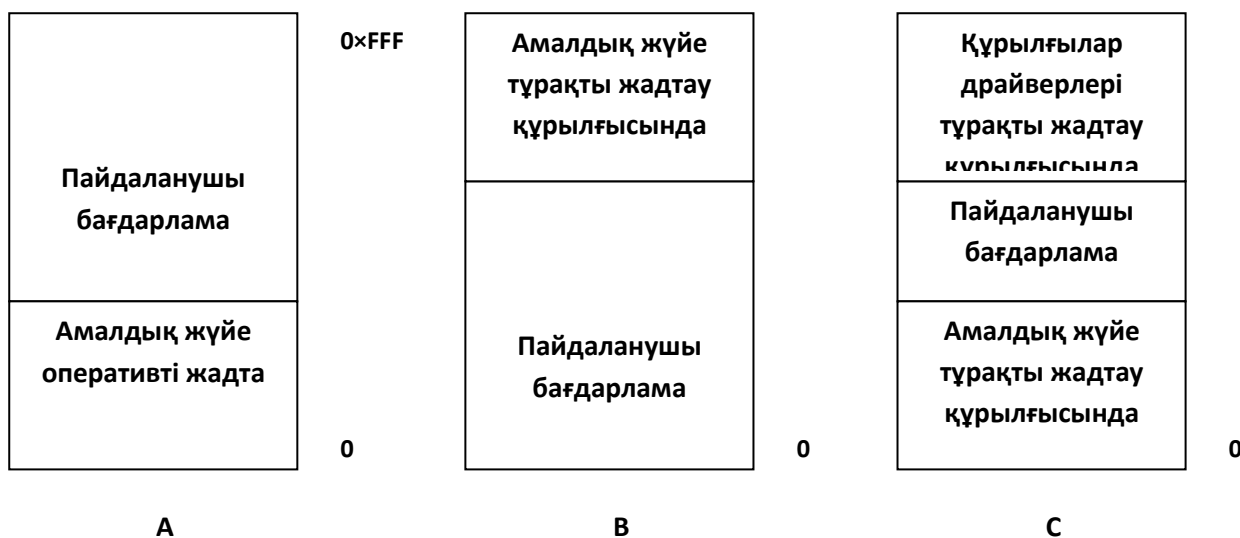 Пайдаланушы
бағдарлама
Амалдық жүйе
оперативті жадта
0×FFF
0
A
Амалдық жүйе
тұрақты жадтау
құрылғысында
Пайдаланушы
бағдарлама
0
B
Құрылғылар
драйверлері
тұрақты жадтау
құрылғысында
Пайдаланушы
бағдарлама
Амалдық жүйе
тұрақты жадтау
құрылғысында
0
C